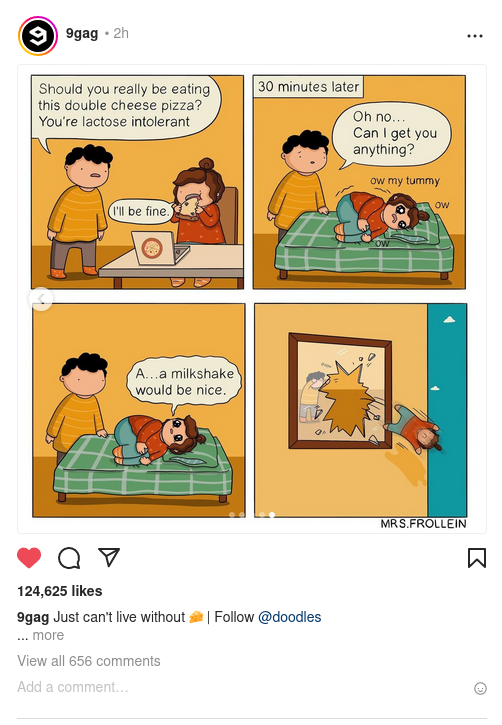 9gag • 2h
Should you really be eating
this double cheese pizza?
You're lactose intolerant
I'll be fine.
30 minutes later
Oh no...
Can I get you
anything?
ow my tummy
ow
ow
A...a milkshake
would be nice.
MRS.FROLLEIN
124,625 likes
9gag Just can't live without 🧀 | Follow @doodles
... more
View all 656 comments
Add a comment...